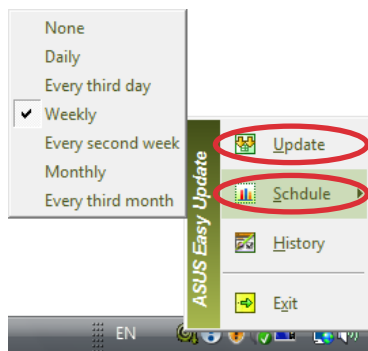 None
Daily
Every third day
Weekly
Every second week
Monthly
Every third month
ASUS Easy Update
Update
Schdule
History
Exit
EN